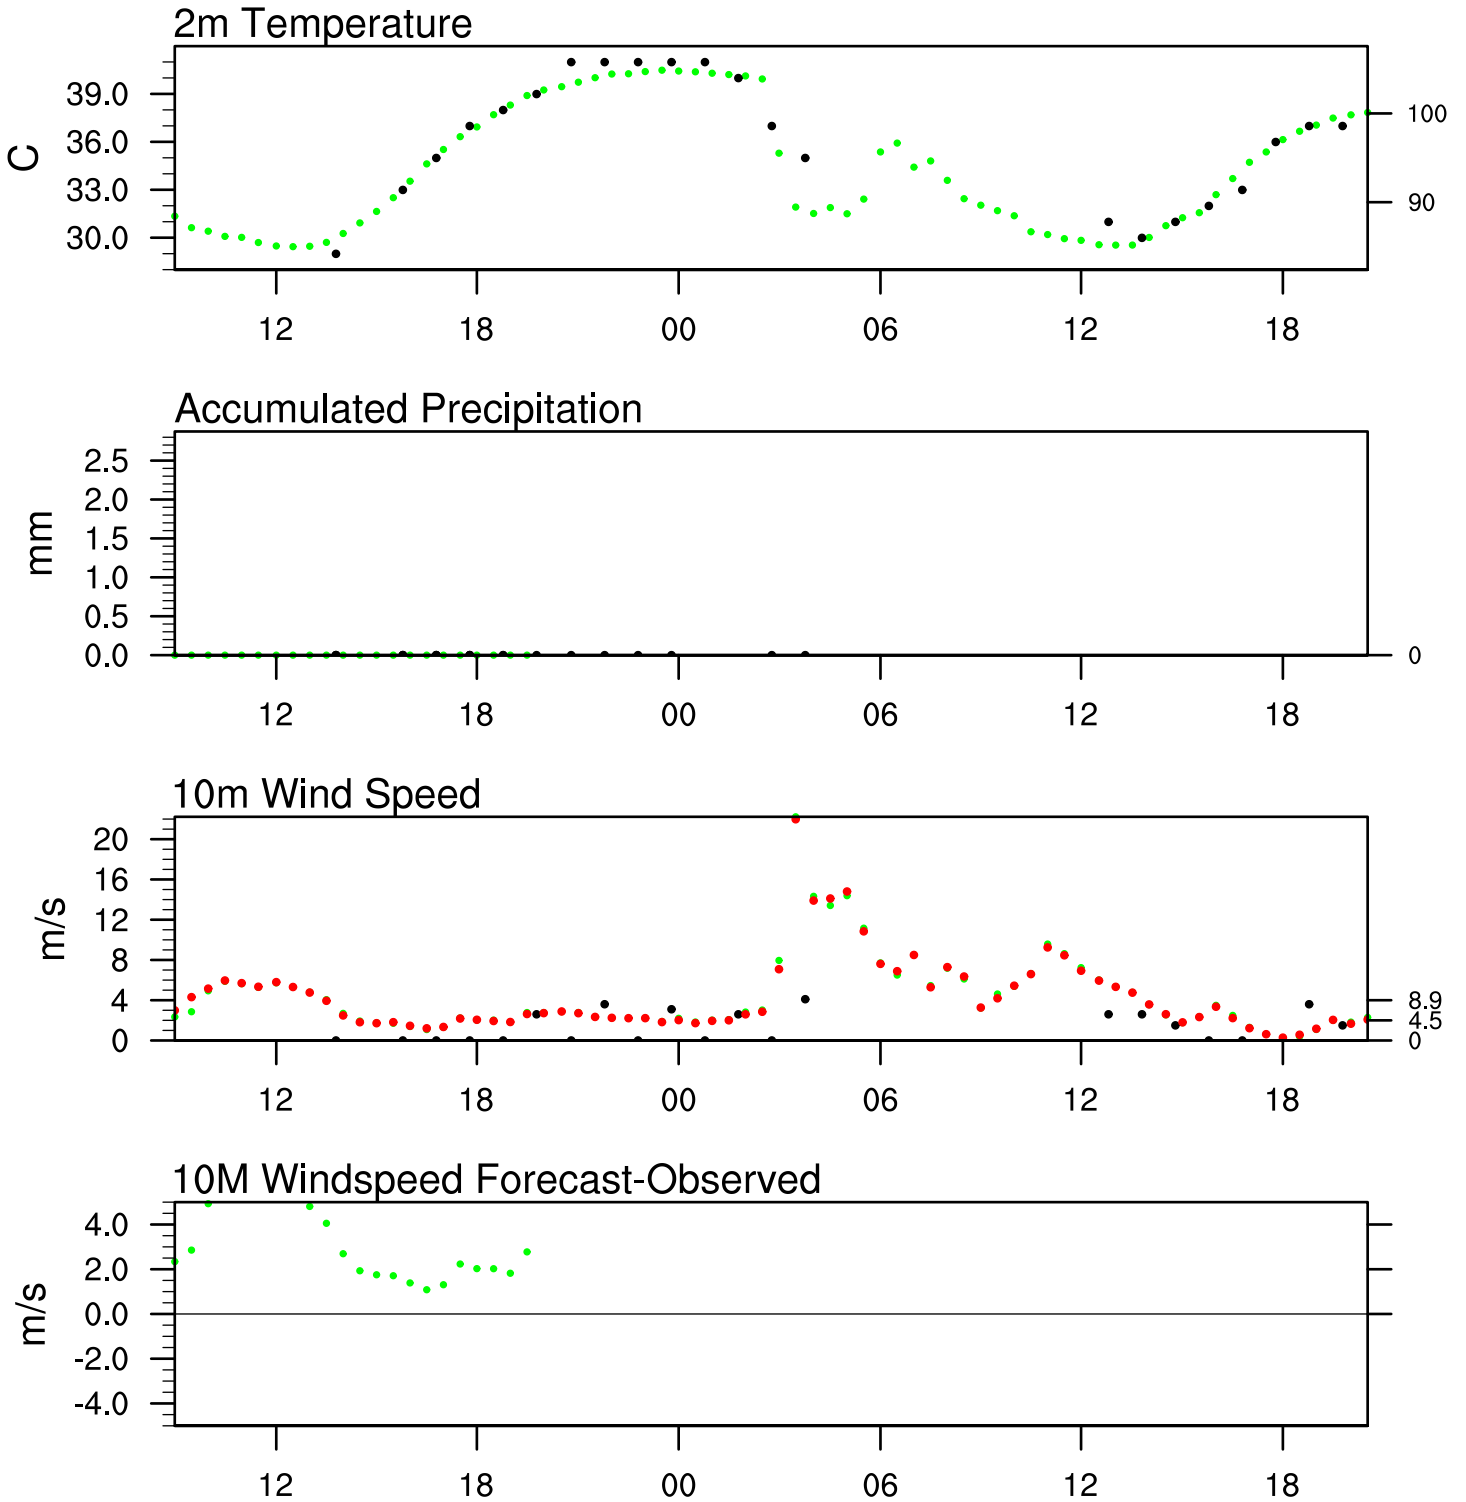 2m Temperature
C
39.0
36.0
33.0
30.0
100
90
12 18 00 06 12 18
Accumulated Precipitation
mm
2.5
2.0
1.5
1.0
0.5
0.0
0
12 18 00 06 12 18
10m Wind Speed
m/s
20
16
12
8
4
0
8.9
4.5
0
12 18 00 06 12 18
10M Windspeed Forecast-Observed
m/s
4.0
2.0
0.0
-2.0
-4.0
12 18 00 06 12 18